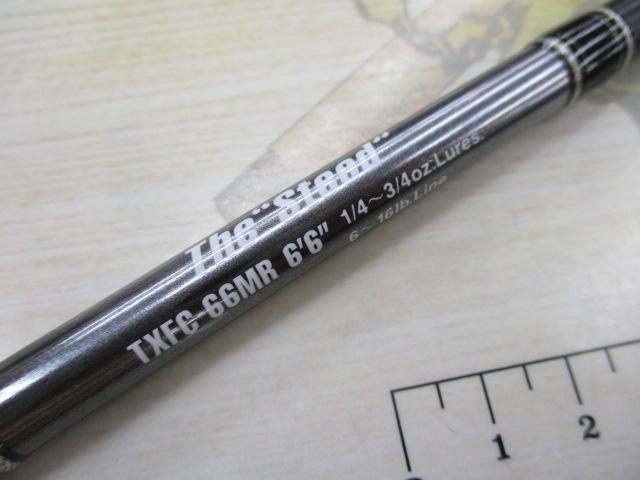 The "Steed"
TXFC 66MR 6'6" 1/4~3/4oz.Lures.
6~16lb.Line
1 2